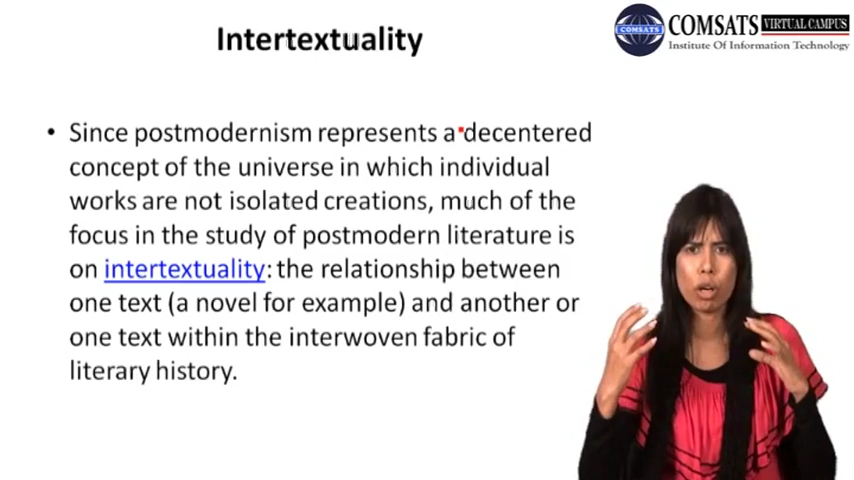 Intertextuality
COMSATS VIRTUAL CAMPUS
Institute Of Information Technology
COMSATS
• Since postmodernism represents a decentered
concept of the universe in which individual
works are not isolated creations, much of the
focus in the study of postmodern literature is
on intertextuality: the relationship between
one text (a novel for example) and another or
one text within the interwoven fabric of
literary history.